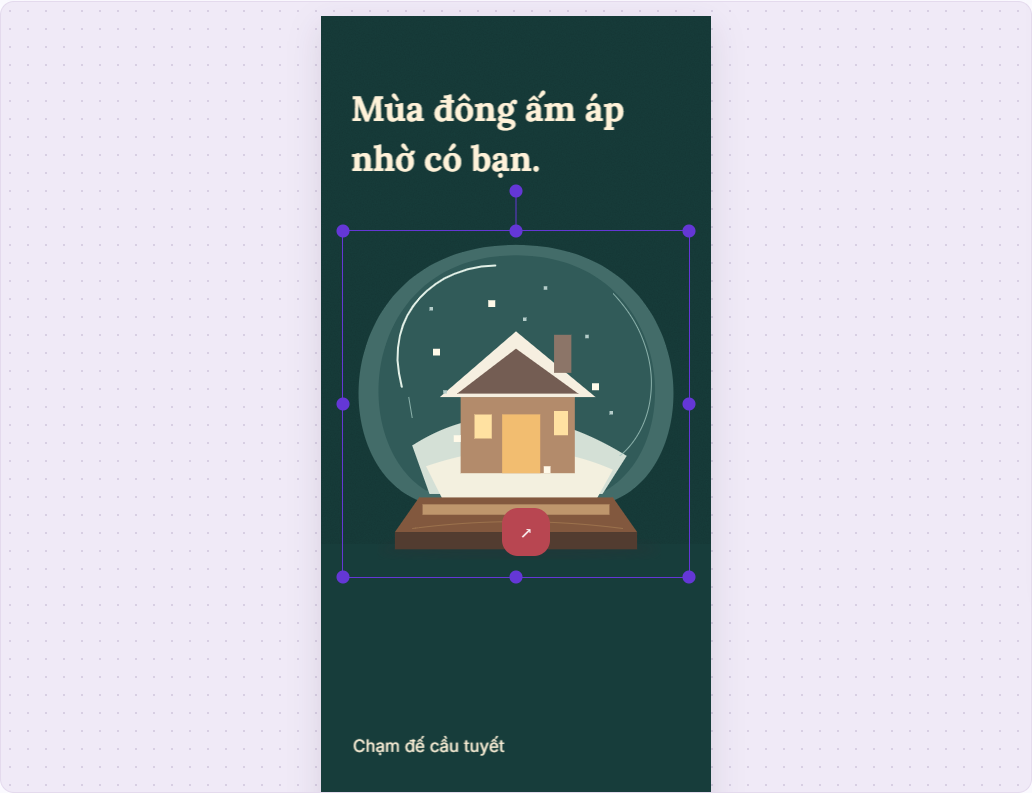 Mùa đông ấm áp
nhờ có bạn.
Chạm đế cầu tuyết